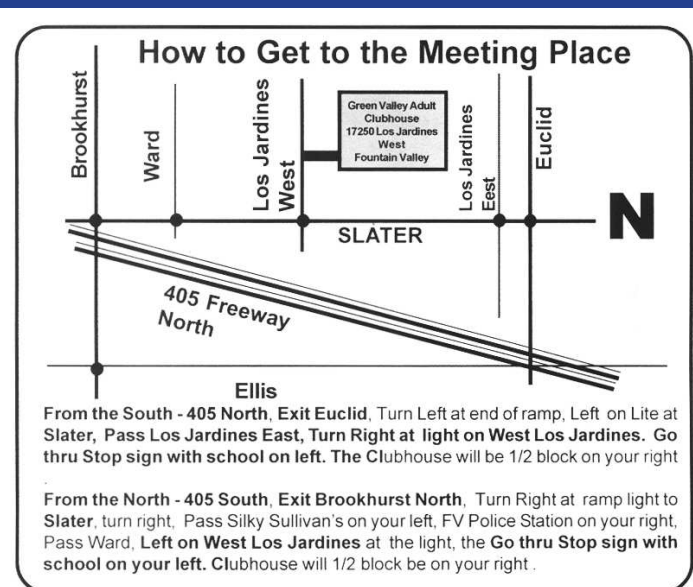 How to Get to the Meeting Place
Brookhurst
Ward
Los Jardines
West
Green Valley Adult
Clubhouse
17250 Los Jardines
West
Fountain Valley
Los Jardines
Eest
Euclid
N
SLATER
405 Freeway
North
Ellis
From the South - 405 North, Exit Euclid, Turn Left at end of ramp, Left on Lite at
Slater, Pass Los Jardines East, Turn Right at light on West Los Jardines. Go
thru Stop sign with school on left. The Clubhouse will be 1/2 block on your right
.
From the North - 405 South, Exit Brookhurst North, Turn Right at ramp light to
Slater, turn right, Pass Silky Sullivan's on your left, FV Police Station on your right,
Pass Ward, Left on West Los Jardines at the light, the Go thru Stop sign with
school on your left. Clubhouse will 1/2 block be on your right .